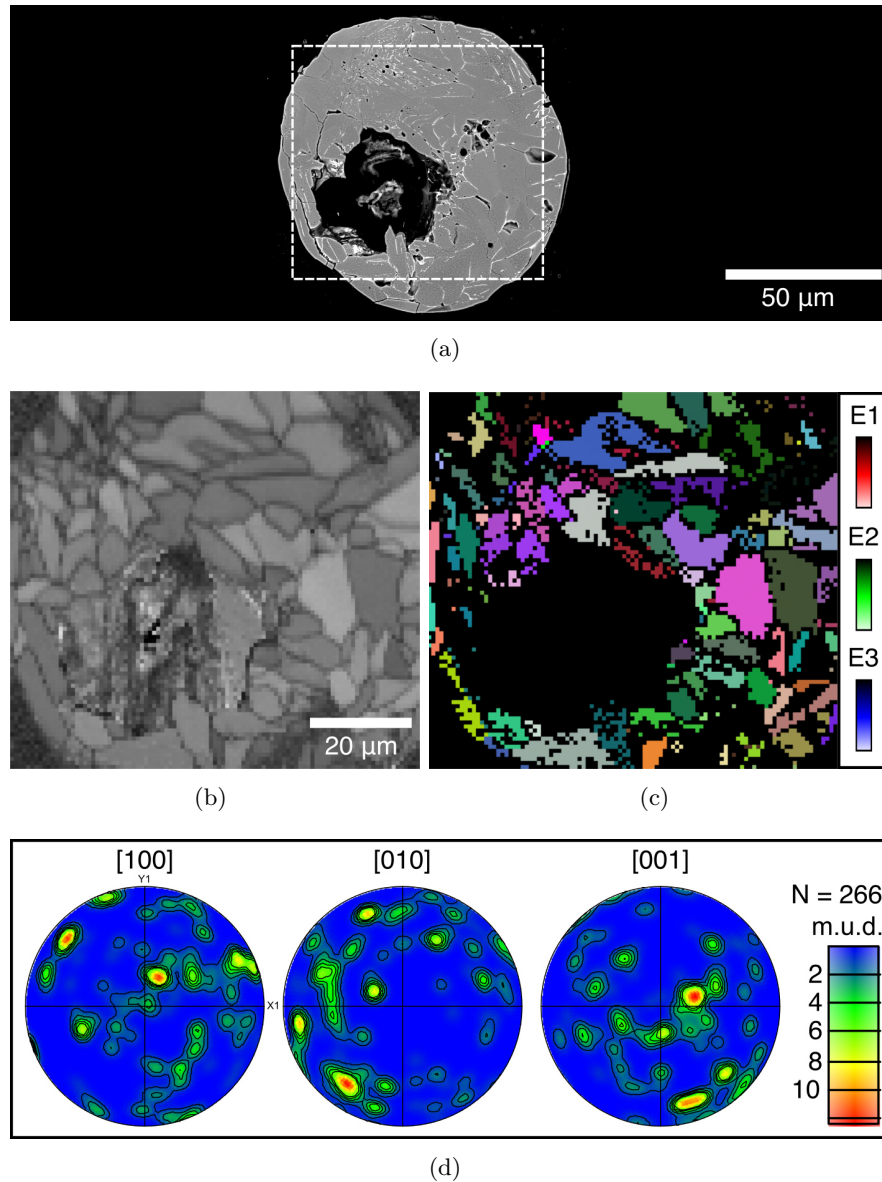 50 µm
(a)
20 µm
(b)
E1
E2
E3
(c)
[100]
[010]
[001]
Y1
X1
N = 266
m.u.d.
2
4
6
8
10
(d)